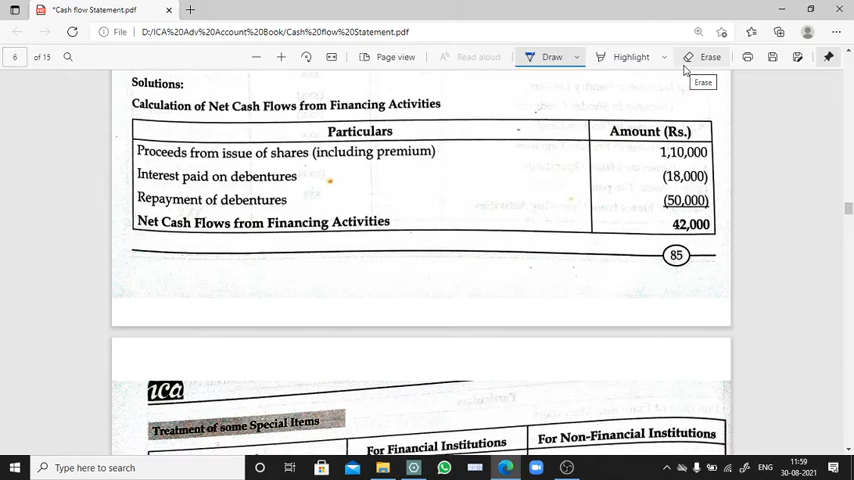 *Cash flow Statement.pdf
File
D:/ICA%20Adv%20Account%20Book/Cash%20flow%20Statement.pdf
6 of 15
Page view
Read aloud
Draw
Highlight
Erase
Erase
Solutions:
Calculation of Net Cash Flows from Financing Activities
Particulars Amount (Rs.)
Proceeds from issue of shares (including premium) 1,10,000
Interest paid on debentures (18,000)
Repayment of debentures (50,000)
Net Cash Flows from Financing Activities 42,000
85
ica
Treatment of some Special Items
For Financial Institutions For Non-Financial Institutions
Type here to search
ENG
11:59
30-08-2021